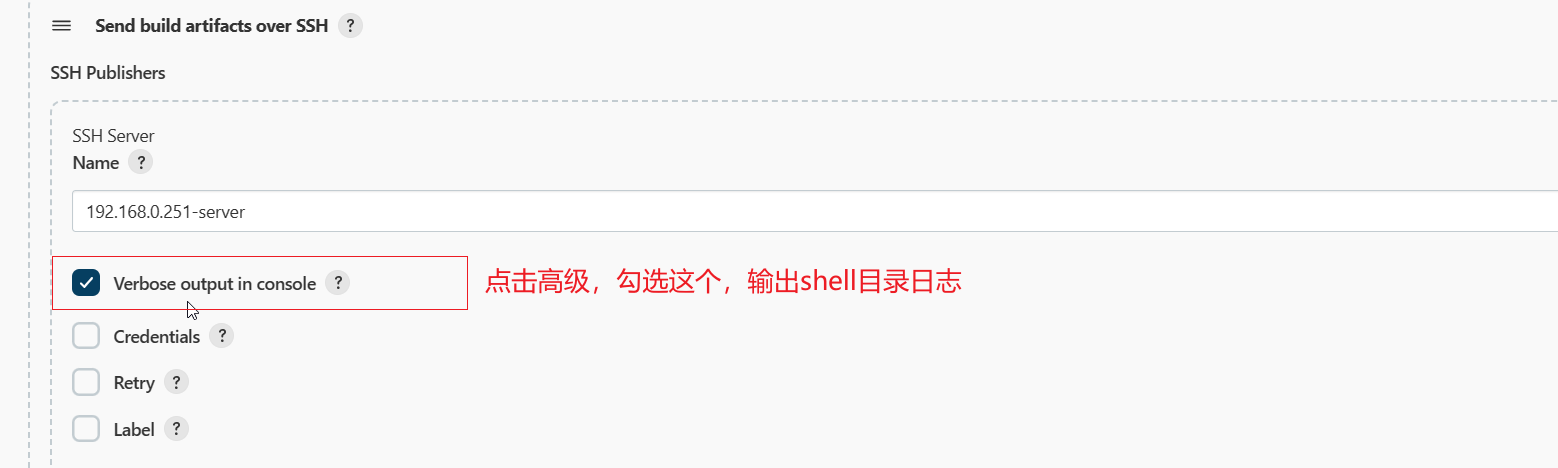 Send build artifacts over SSH ?
SSH Publishers
SSH Server
Name ?
192.168.0.251-server
Verbose output in console ? 点击高级，勾选这个，输出shell目录日志
Credentials ?
Retry ?
Label ?